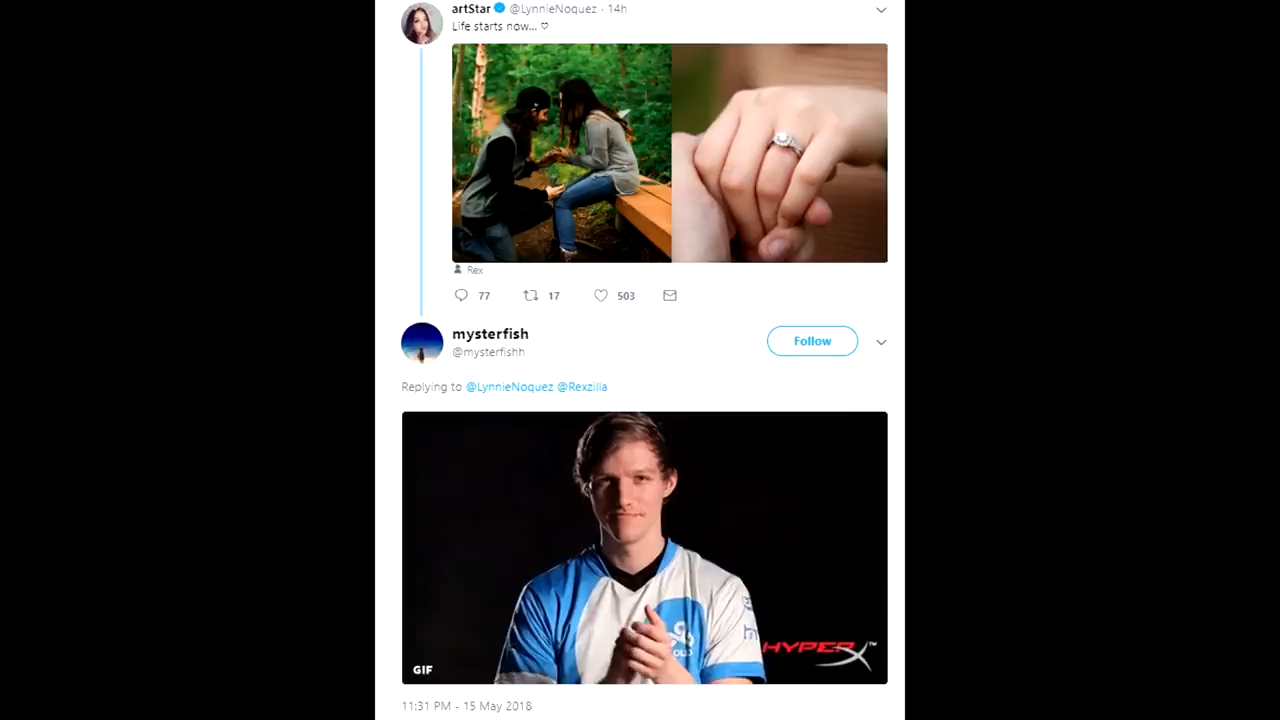 artStar @LynnieNoquez · 14h
Life starts now... ♡
Rex
77 17 503
mysterfish
@mysterfishh
Follow
Replying to @LynnieNoquez @Rexzilla
HYPERX™
GIF
11:31 PM - 15 May 2018